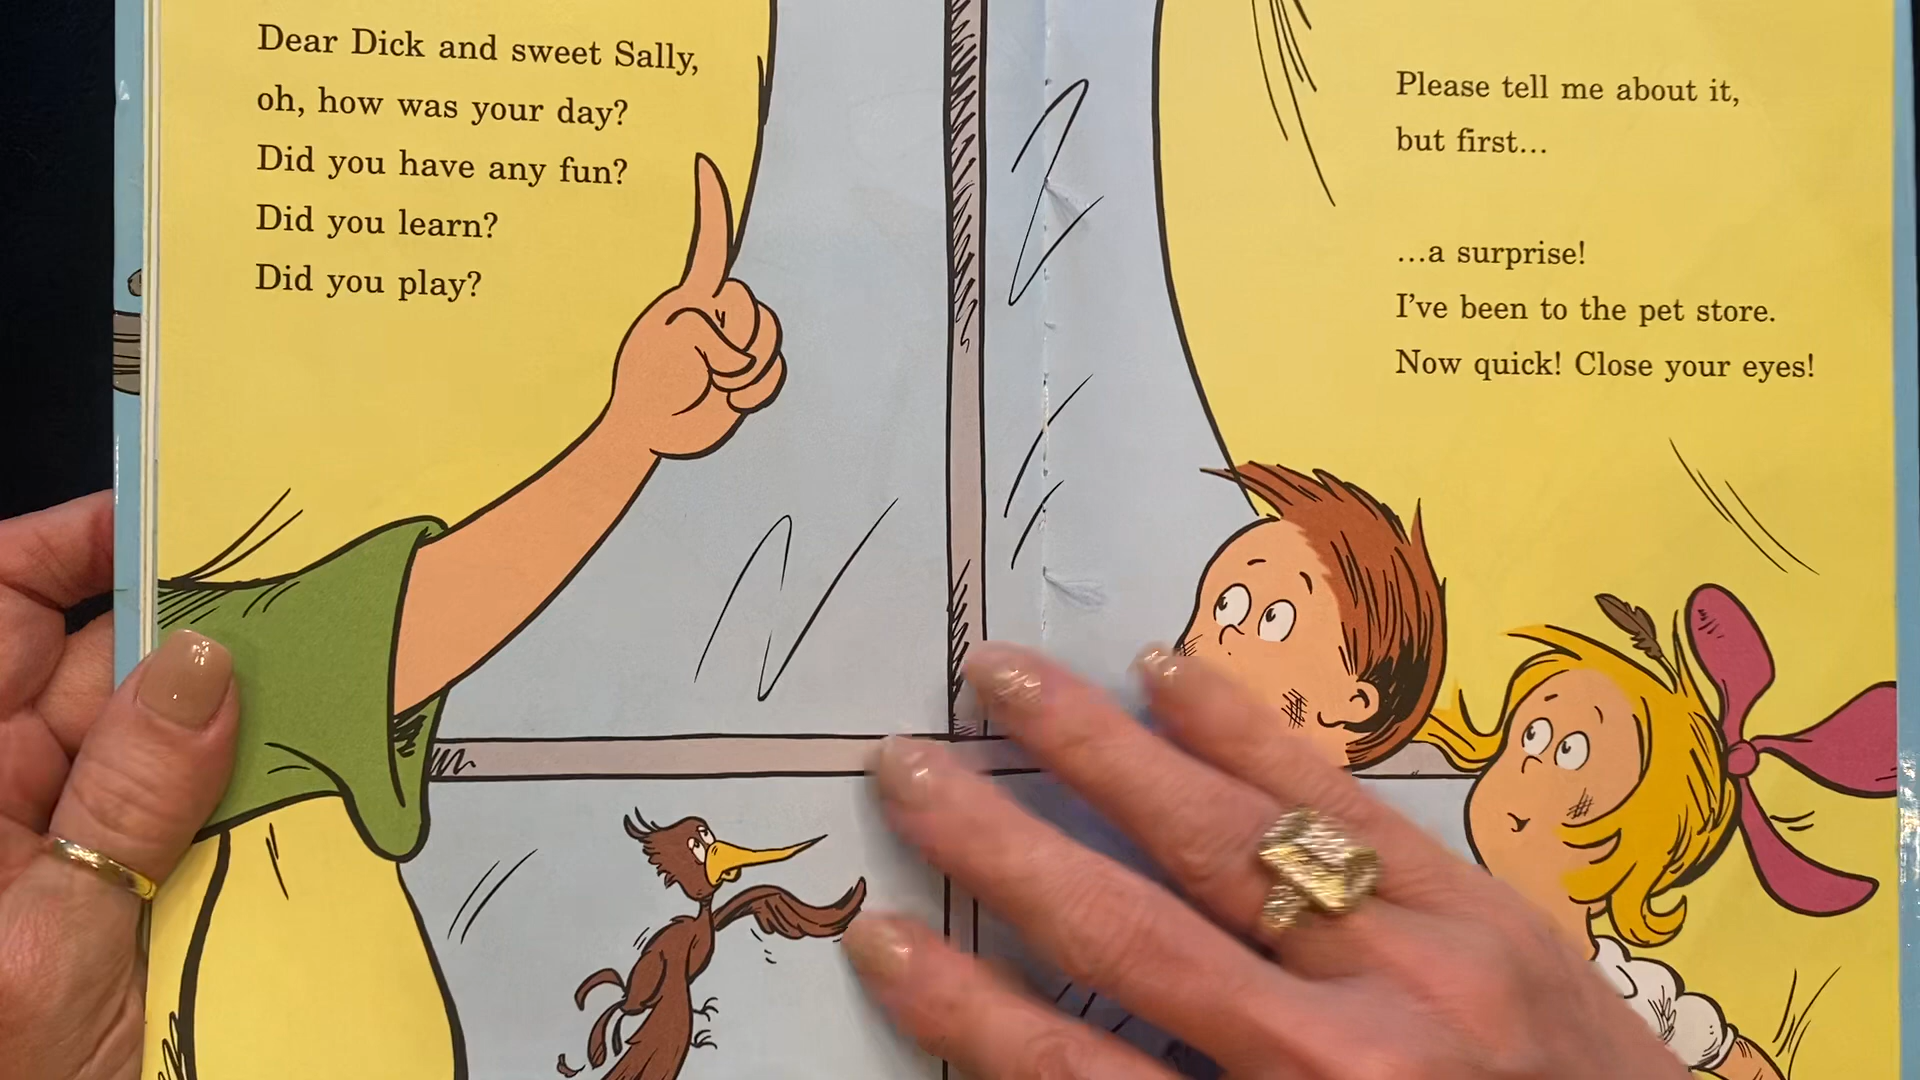 Dear Dick and sweet Sally,
oh, how was your day?
Did you have any fun?
Did you learn?
Did you play?
Please tell me about it,
but first...
...a surprise!
I've been to the pet store.
Now quick! Close your eyes!